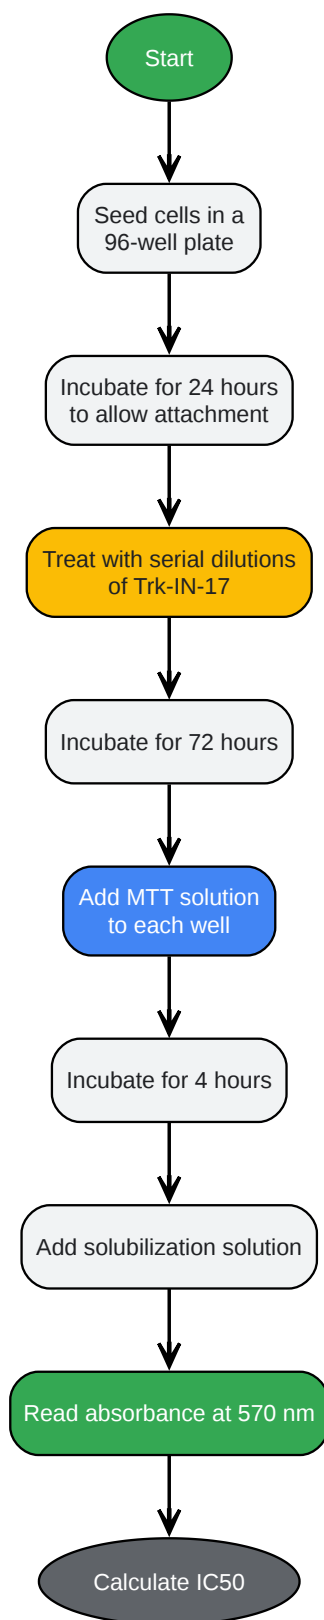 Start
Seed cells in a
96-well plate
Incubate for 24 hours
to allow attachment
Treat with serial dilutions
of Trk-IN-17
Incubate for 72 hours
Add MTT solution
to each well
Incubate for 4 hours
Add solubilization solution
Read absorbance at 570 nm
Calculate IC50